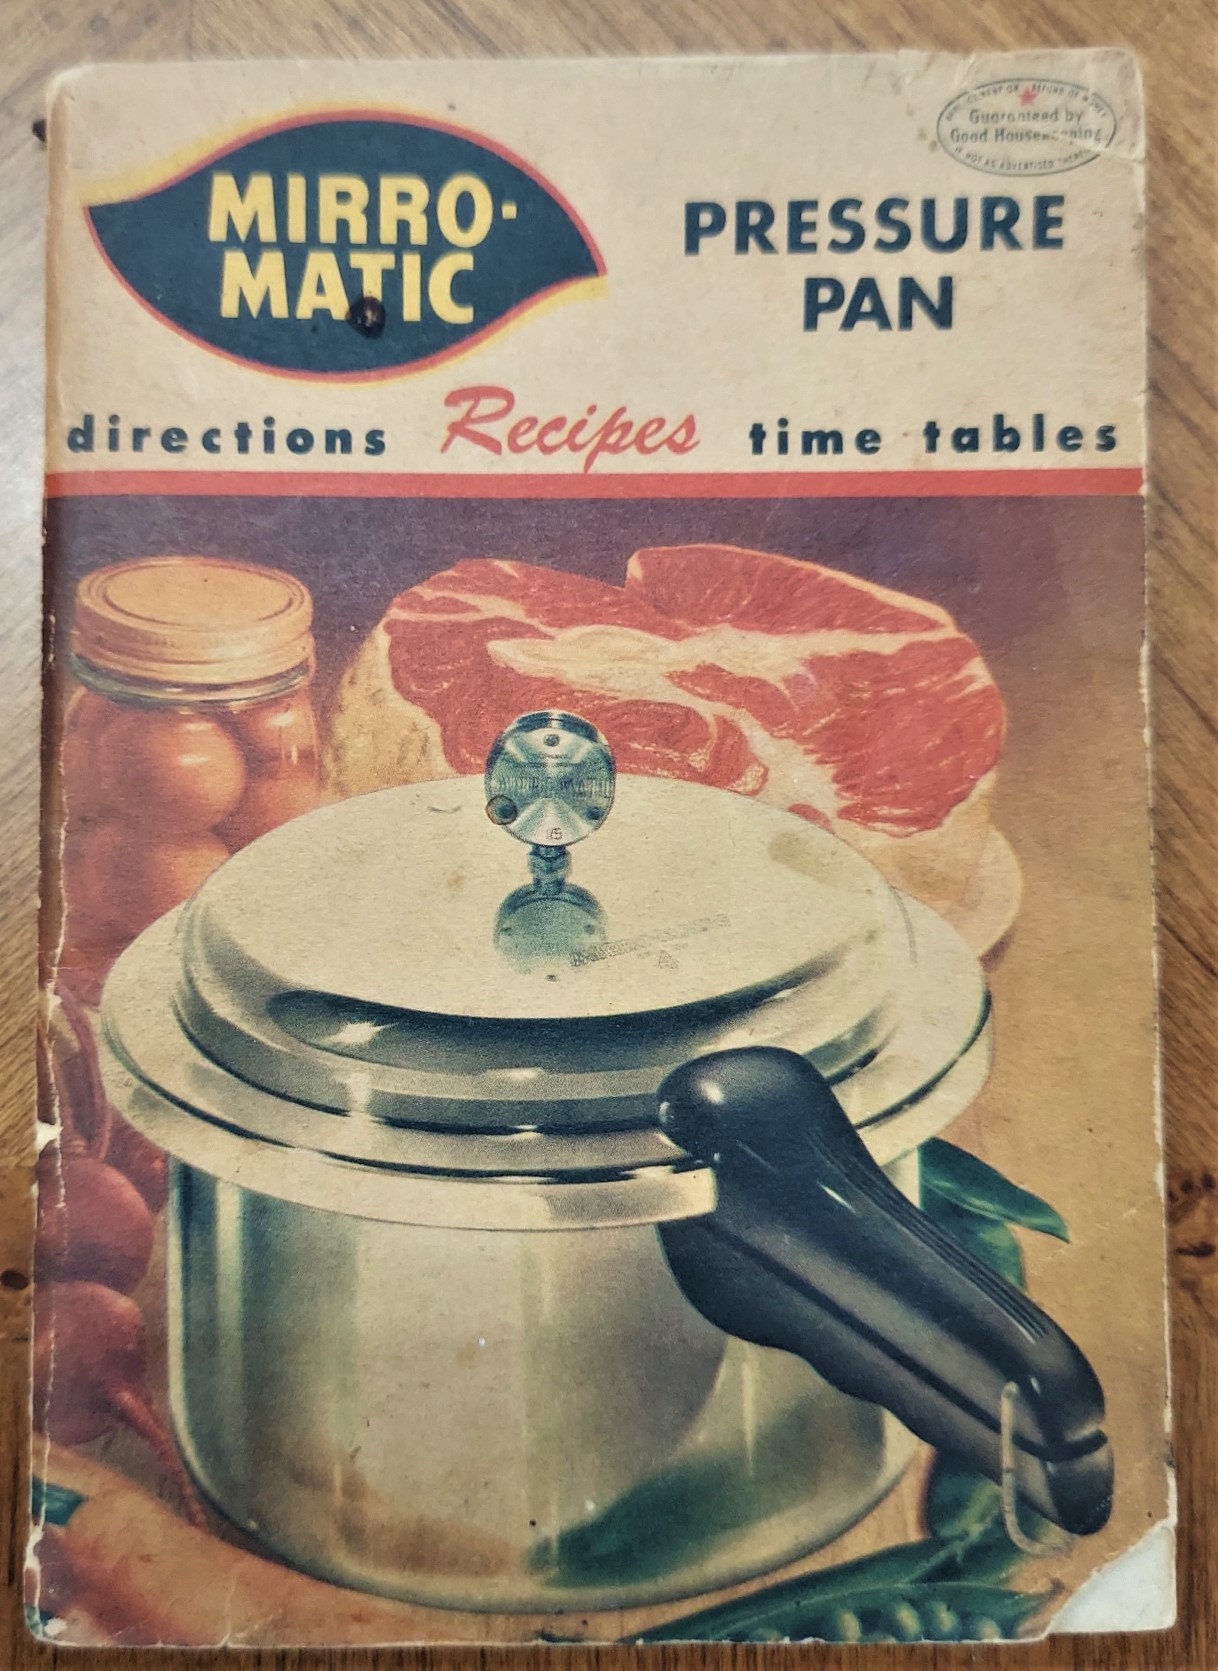 MIRRO-
MATIC
PRESSURE
PAN
Guaranteed by
Good Housekeeping
directions Recipes time tables